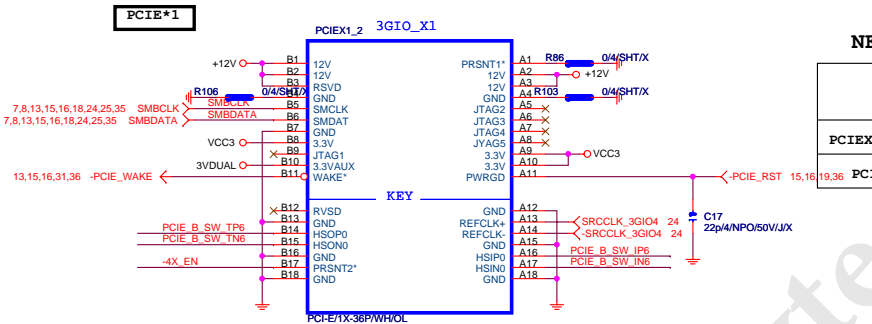 PCIE*1
PCIEX1_2 3GIO_X1
NE
+12V B1 12V PRSNT1* A1 R86 0/4/SHT/X
B2 12V 12V A2 +12V
B3 RSVD 12V A3
R106 0/4/SHT/X B4 GND GND A4 R103 0/4/SHT/X
7,8,13,15,16,18,24,25,35 SMBCLK SMBCLK B5 SMCLK JTAG2 A5
7,8,13,15,16,18,24,25,35 SMBDATA SMBDATA B6 SMDAT JTAG3 A6
B7 GND JTAG4 A7
VCC3 B8 3.3V JYAG5 A8
B9 JTAG1 3.3V A9 VCC3
3VDUAL B10 3.3VAUX 3.3V A10
13,15,16,31,36 -PCIE_WAKE B11 WAKE* PWRGD A11 -PCIE_RST 15,16,19,36
PCIEX
PCI
KEY
B12 RVSD GND A12
B13 GND REFCLK+ A13 SRCCLK_3GIO4 24
PCIE_B_SW_TP6 B14 HSOP0 REFCLK- A14 -SRCCLK_3GIO4 24
PCIE_B_SW_TN6 B15 HSON0 GND A15
B16 GND HSIP0 A16 PCIE_B_SW_IP6
-4X_EN B17 PRSNT2* HSIN0 A17 PCIE_B_SW_IN6
B18 GND GND A18
C17
22p/4/NPO/50V/J/X
PCI-E/1X-36P/WH/OL
rte